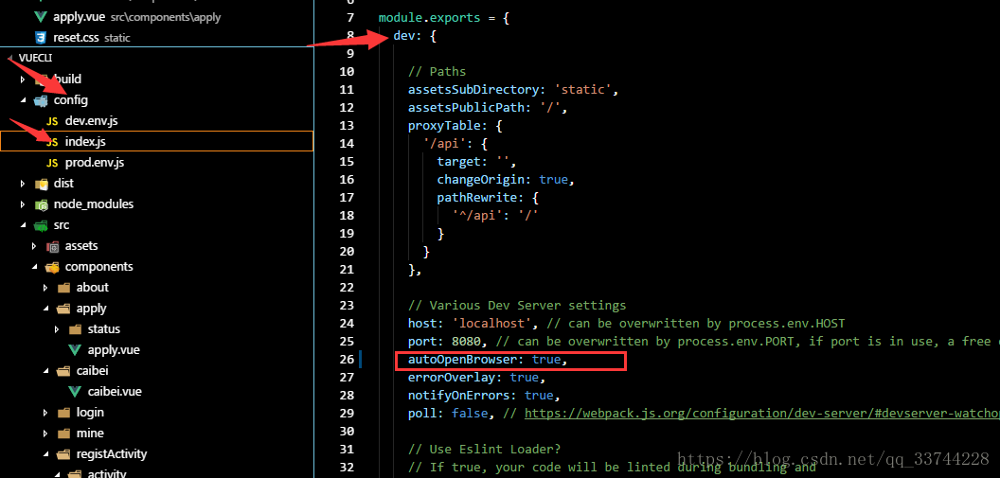 apply.vue src\components\apply
reset.css static
VUECLI
build
config
JS dev.env.js
JS index.js
JS prod.env.js
dist
node_modules
src
assets
components
about
apply
status
apply.vue
caibei
caibei.vue
login
mine
registActivity
activity
7 module.exports = {
8 dev: {
9
10 // Paths
11 assetsSubDirectory: 'static',
12 assetsPublicPath: '/',
13 proxyTable: {
14 '/api': {
15 target: '',
16 changeOrigin: true,
17 pathRewrite: {
18 '^/api': '/'
19 }
20 }
21 },
22
23 // Various Dev Server settings
24 host: 'localhost', // can be overwritten by process.env.HOST
25 port: 8080, // can be overwritten by process.env.PORT, if port is in use, a free
26 autoOpenBrowser: true,
27 errorOverlay: true,
28 notifyOnErrors: true,
29 poll: false, // https://webpack.js.org/configuration/dev-server/#devserver-watchop
30
31 // Use Eslint Loader?
32 // If true, your code will be linted during bundling and
https://blog.csdn.net/qq_33744228